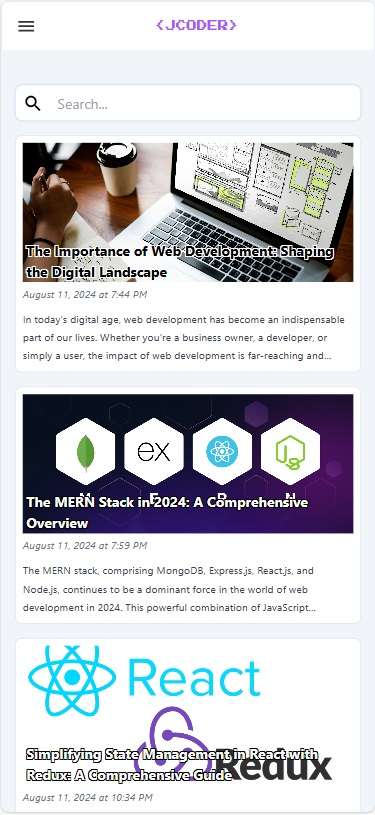 <JCODER>
Search...
The Importance of Web Development: Shaping
the Digital Landscape
August 11, 2024 at 7:44 PM
In today's digital age, web development has become an indispensable
part of our lives. Whether you're a business owner, a developer, or
simply a user, the impact of web development is far-reaching and...
ex
The MERN Stack in 2024: A Comprehensive
Overview
August 11, 2024 at 7:59 PM
The MERN stack, comprising MongoDB, Express.js, React.js, and
Node.js, continues to be a dominant force in the world of web
development in 2024. This powerful combination of JavaScript...
React
Redux
Simplifying State Management in React with
Redux: A Comprehensive Guide
August 11, 2024 at 10:34 PM